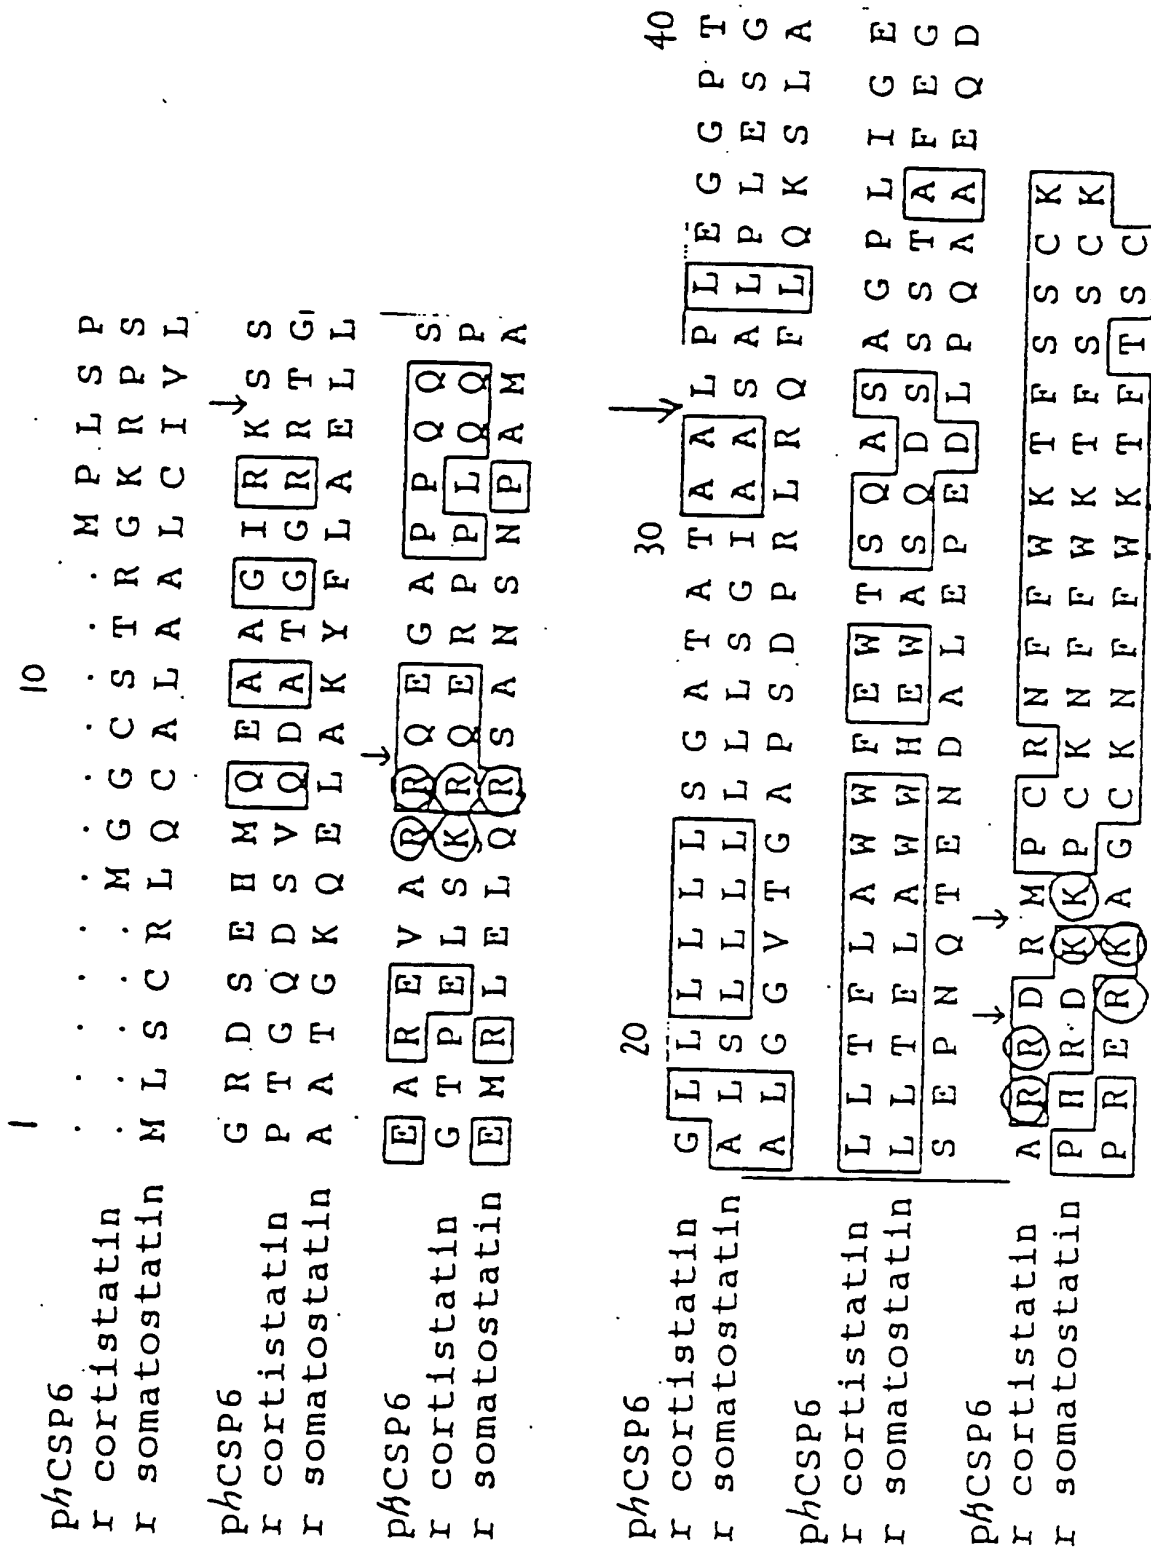 1 10
phCSP6 . . . . . . . . . . . . M P L S P
r cortistatin . . . . . M G G C S T R G K R P S
r somatostatin M L S C R L Q C A L A A L C I V L
phCSP6 G R D S E H M Q E A A G I R K S S
r cortistatin P T G Q D S V Q D A T G G R R T G
r somatostatin A A T G K Q E L A K Y F L A E L L
phCSP6 E A R E V A R R Q E G A P P Q Q S
r cortistatin G T P E L S K R Q E R P P L Q Q P
r somatostatin E M R L E L Q R S A N S N P A M A
20 30 40
phCSP6 G L L L L L L S G A T A T A A L P L E G G P T
r cortistatin A L S L L L L L L L S G I A A S A L P L E S G
r somatostatin A L G G V T G A P S D P R L R Q F L Q K S L A
phCSP6 L L T F L A W W F E W T S Q A S A G P L I G E
r cortistatin L L T E L A W W H E W A S Q D S S S T A F E G
r somatostatin S E P N Q T E N D A L E P E D L P Q A A E Q D
phCSP6 A R R D R M P C R N F F W K T F S S C K
r cortistatin P H R D K K P C K N F F W K T F S S C K
r somatostatin P R E R K A G C K N F F W K T F T S C